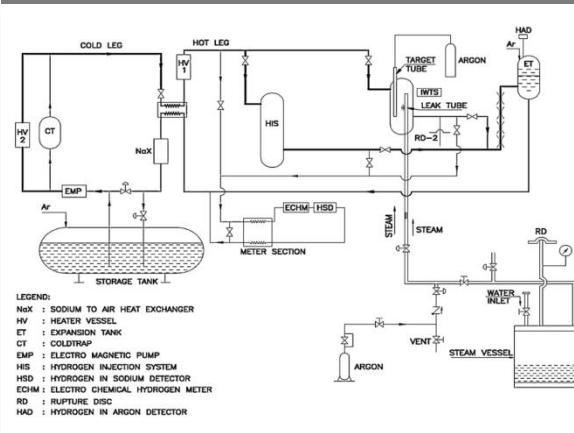 HAD
COLD LEG
HOT LEG
Ar
HV
1
TARGET
TUBE
ARGON
ET
IWTS
LEAK TUBE
HV
2
CT
HIS
RD-2
NaX
EMP
ECHM
HSD
Ar
STEAM
STEAM
RD
METER SECTION
STORAGE TANK
WATER
INLET
LEGEND:
NaX : SODIUM TO AIR HEAT EXCHANGER
HV : HEATER VESSEL
ET : EXPANSION TANK
CT : COLDTRAP
EMP : ELECTRO MAGNETIC PUMP
HIS : HYDROGEN INJECTION SYSTEM
HSD : HYDROGEN IN SODIUM DETECTOR
ECHM : ELECTRO CHEMICAL HYDROGEN METER
RD : RUPTURE DISC
HAD : HYDROGEN IN ARGON DETECTOR
VENT
STEAM VESSEL
ARGON